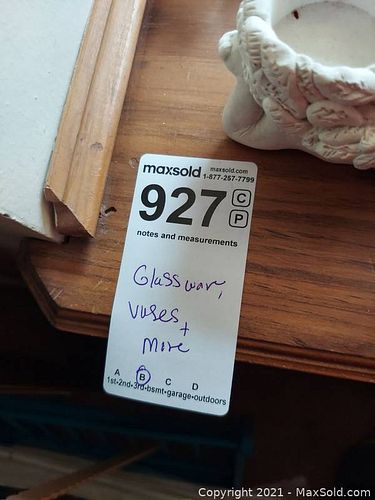 maxsold maxsold.com
1-877-257-7799
927 C
P
notes and measurements
Glassware,
Vases +
More
A B C D
1st-2nd-3rd-bsmt-garage-outdoors
Copyright © 2021 - MaxSold.com